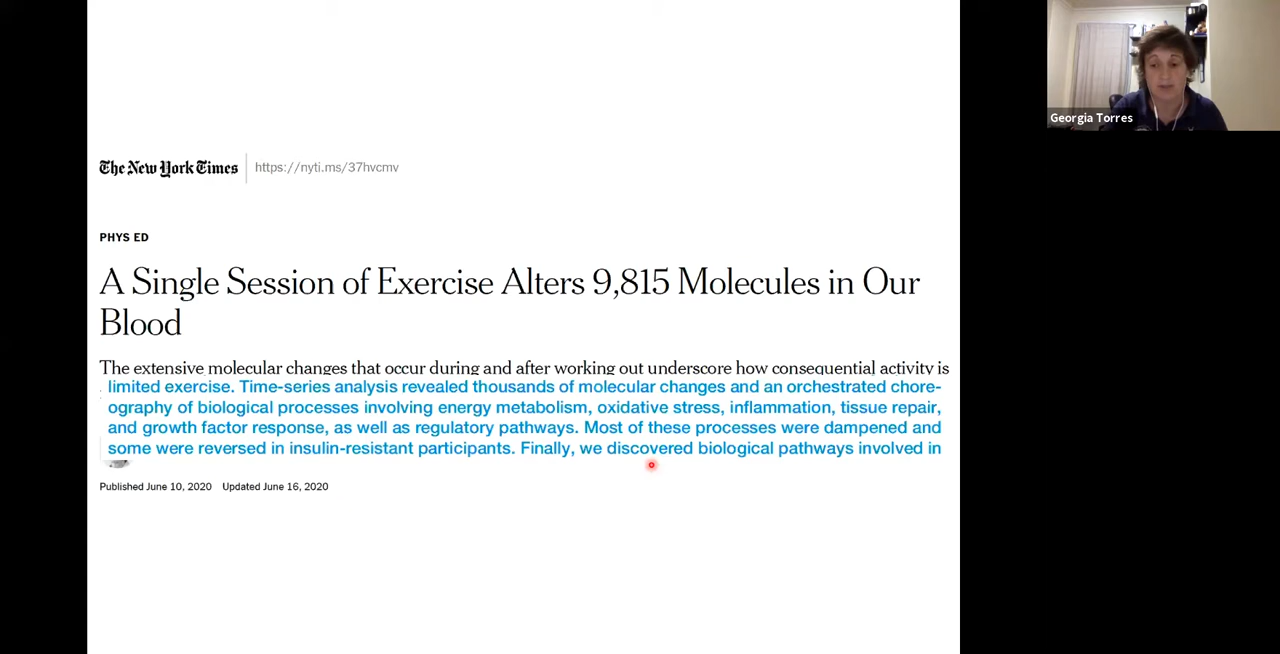 Georgia Torres
The New York Times
https://nyti.ms/37hvcmv
PHYS ED
A Single Session of Exercise Alters 9,815 Molecules in Our
Blood
The extensive molecular changes that occur during and after working out underscore how consequential activity is
limited exercise. Time-series analysis revealed thousands of molecular changes and an orchestrated chore-
ography of biological processes involving energy metabolism, oxidative stress, inflammation, tissue repair,
and growth factor response, as well as regulatory pathways. Most of these processes were dampened and
some were reversed in insulin-resistant participants. Finally, we discovered biological pathways involved in
Published June 10, 2020 Updated June 16, 2020